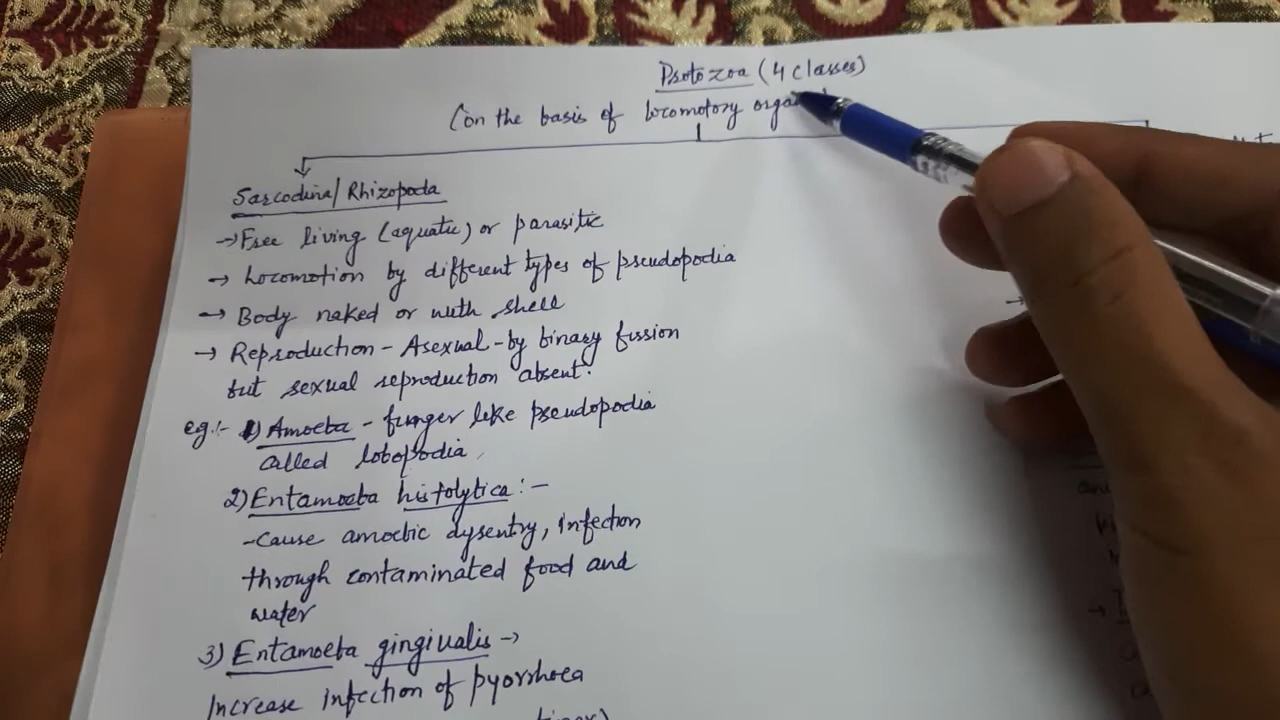 Protozoa (4 classes)
(on the basis of locomotory
Sarcodina/Rhizopoda
→ Free living (aquatic) or parasitic
→ Locomotion by different types of pseudopodia
→ Body naked or with shell
→ Reproduction - Asexual - by binary fission
but sexual reproduction absent.
eg:- 1) Amoeba - finger like pseudopodia
called lobopodia
2) Entamoeba histolytica :-
- cause amoebic dysentry, infection
through contaminated food and
water
3) Entamoeba gingivalis →
Increase infection of pyorrhoea